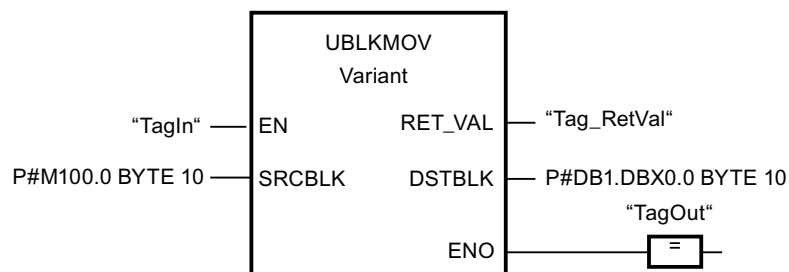 UBLKMOV
Variant
“TagIn“ EN RET_VAL “Tag_RetVal“
P#M100.0 BYTE 10 SRCBLK DSTBLK P#DB1.DBX0.0 BYTE 10
“TagOut“
ENO =